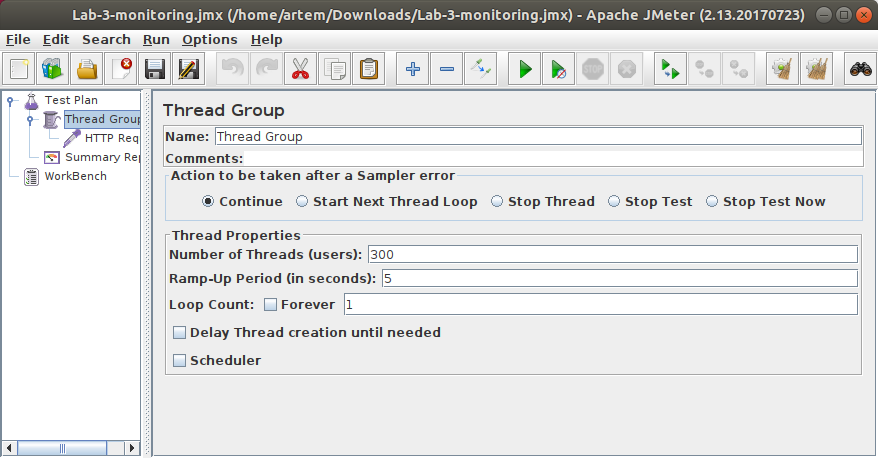 Lab-3-monitoring.jmx (/home/artem/Downloads/Lab-3-monitoring.jmx) - Apache JMeter (2.13.20170723)
File Edit Search Run Options Help
STOP
Test Plan
Thread Group
HTTP Req
Summary Rep
WorkBench
Thread Group
Name: Thread Group
Comments:
Action to be taken after a Sampler error
Continue Start Next Thread Loop Stop Thread Stop Test Stop Test Now
Thread Properties
Number of Threads (users): 300
Ramp-Up Period (in seconds): 5
Loop Count: Forever 1
Delay Thread creation until needed
Scheduler